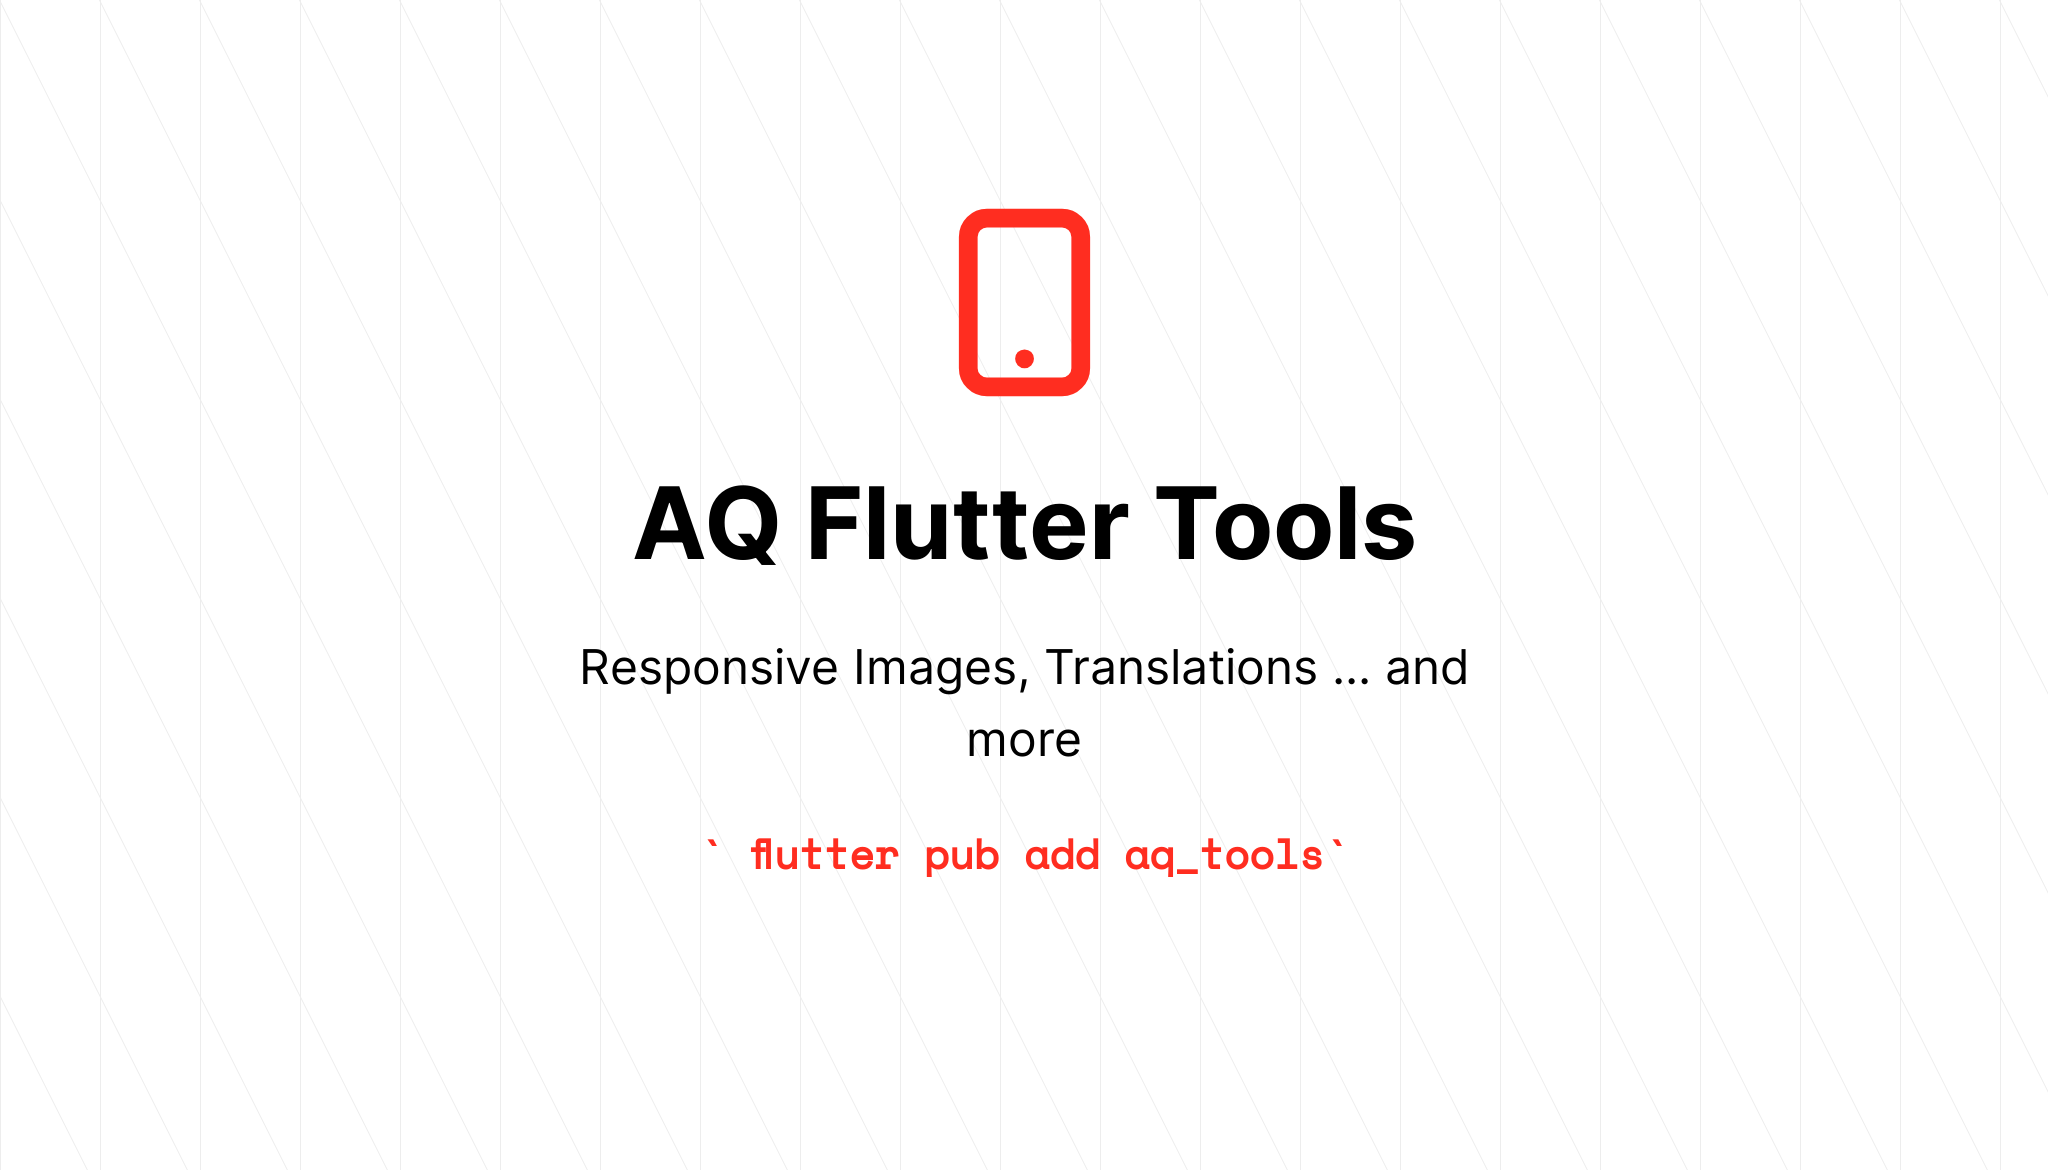 AQ Flutter Tools
Responsive Images, Translations ... and
more
` flutter pub add aq_tools`